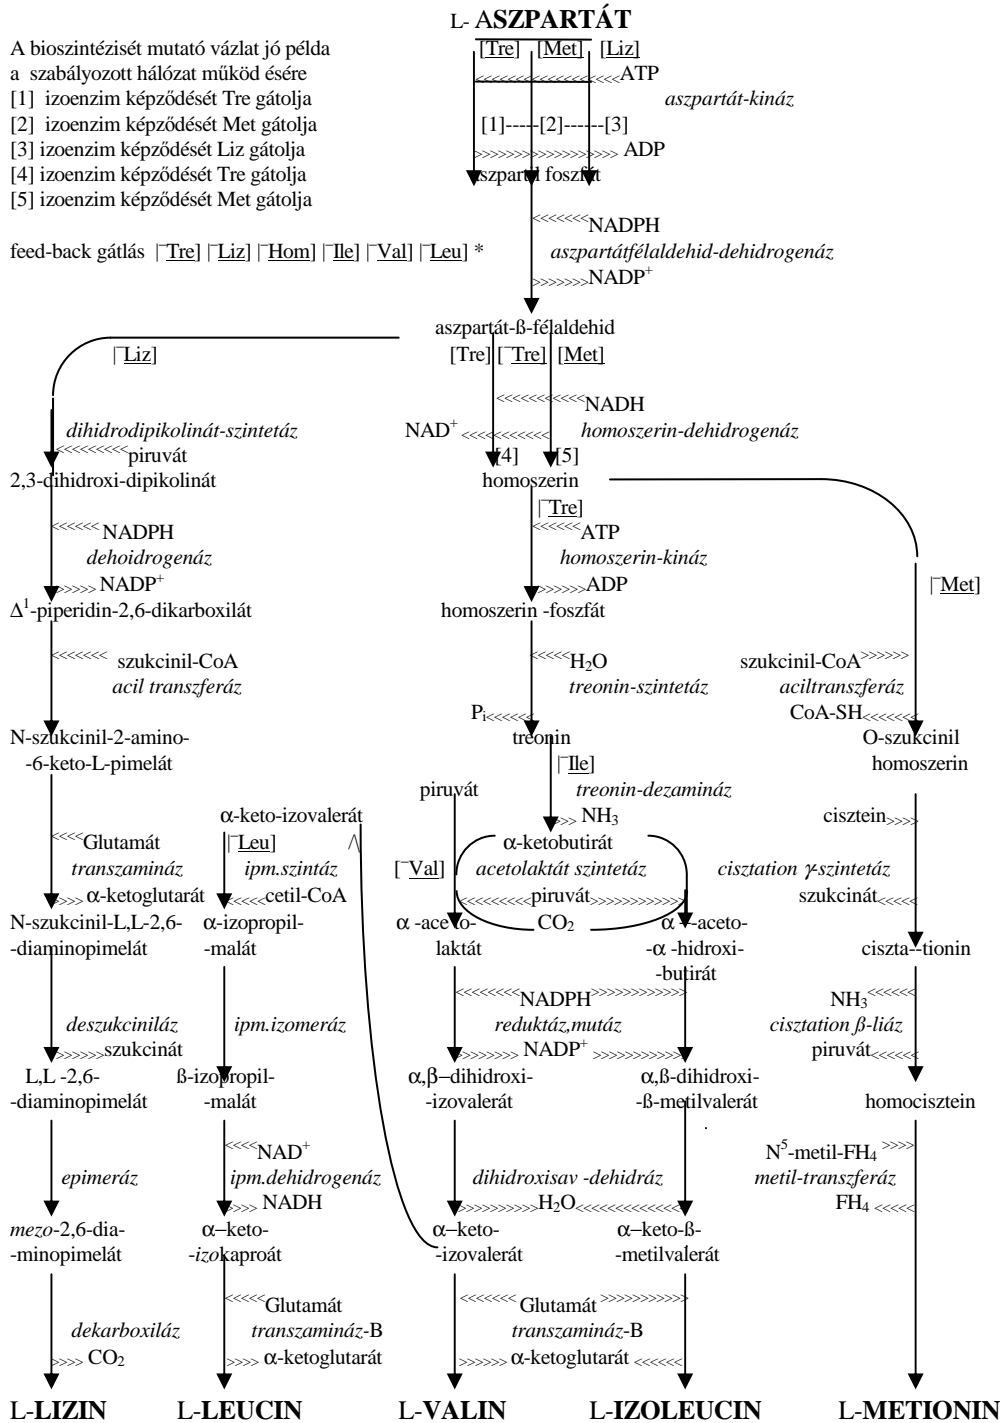 L- ASZPARTÁT
A bioszintézisét mutató vázlat jó példa
a szabályozott hálózat működ ésére
[1] izoenzim képződését Tre gátolja
[2] izoenzim képződését Met gátolja
[3] izoenzim képződését Liz gátolja
[4] izoenzim képződését Tre gátolja
[5] izoenzim képződését Met gátolja
feed-back gátlás |¯Tre] |¯Liz] |¯Hom] |¯Ile] |¯Val] |¯Leu] *
[Tre] [Met] [Liz]
<<<<<<<<<<<<<<<<<<ATP
aszpartát-kináz
[1]-----[2]------[3]
>>>>>>>>>>>>>>>>>> ADP
aszpartil foszfát
<<<<<<<NADPH
aszpartátfélaldehid-dehidrogenáz
>>>>>>>NADP+
aszpartát-ß-félaldehid
|¯Liz]
[Tre] [¯Tre] [Met]
<<<<<<<<<<<NADH
NAD+ <<<<<<<<<<< homoszerin-dehidrogenáz
[4] [5]
homoszerin
dihidrodipikolinát-szintetáz
<<<<<<<<<piruvát
2,3-dihidroxi-dipikolinát
<<<<<< NADPH
dehoidrogenáz
>>>>> NADP+
Δ1-piperidin-2,6-dikarboxilát
<<<<<<< szukcinil-CoA
acil transzferáz
N-szukcinil-2-amino-
-6-keto-L-pimelát
<<<<Glutamát
transzamináz
>>>> α-ketoglutarát
N-szukcinil-L,L-2,6-
-diaminopimelát
deszukciniláz
>>>>>>szukcinát
L,L -2,6-
-diaminopimelát
epimeráz
mezo-2,6-dia-
-minopimelát
dekarboxiláz
>>>> CO2
L-LIZIN
|¯Tre]
<<<<<<ATP
homoszerin-kináz
>>>>>>ADP
homoszerin -foszfát
<<<<<H2O
treonin-szintetáz
Pi<<<<<<
treonin
|¯Ile]
treonin-dezamináz
>>> NH3
α-ketobutirát
piruvát
[¯Val] acetolaktát szintetáz
<<<<<<<<<piruvát>>>>>>>>>>>>
CO2
α-keto-izovalerát
|¯Leu] ipm.szintáz /\
<<<<<cetil-CoA
α-izopropil-
-malát
ipm.izomeráz
ß-izopropil-
-malát
<<<<NAD+
ipm.dehidrogenáz
>>>> NADH
α–keto-
-izokaproát
<<<<<Glutamát
transzamináz-B
>>>> α-ketoglutarát
L-LEUCIN
α -aceto-
laktát
α --aceto-
-α -hidroxi-
-butirát
<<<<<<<<NADPH>>>>>>>>>>>>
reduktáz,mutáz
>>>>>>>> NADP+ >>>>>>>>>>>
α,β–dihidroxi-
-izovalerát
α,ß-dihidroxi-
-ß-metilvalerát
.
dihidroxisav -dehidráz
>>>>>>>>>>H2O<<<<<<<<<<<<<
α–keto-
-izovalerát
α-keto-ß-
-metilvalerát
<<<<<<< Glutamát >>>>>>>>>>>
transzamináz-B
>>>>>> α-ketoglutarát <<<<<<
L-VALIN
L-IZOLEUCIN
|¯Met]
szukcinil-CoA>>>>>>
aciltranszferáz
CoA-SH<<<<<<<
O-szukcinil
homoszerin
cisztein>>>>
cisztation γ-szintetáz
szukcinát<<<<<
ciszta--tionin
NH3<<<<<<
cisztation ß-liáz
piruvát<<<<<<
homocisztein
N5-metil-FH4 >>>>
metil-transzferáz
FH4 <<<<<
L-METIONIN